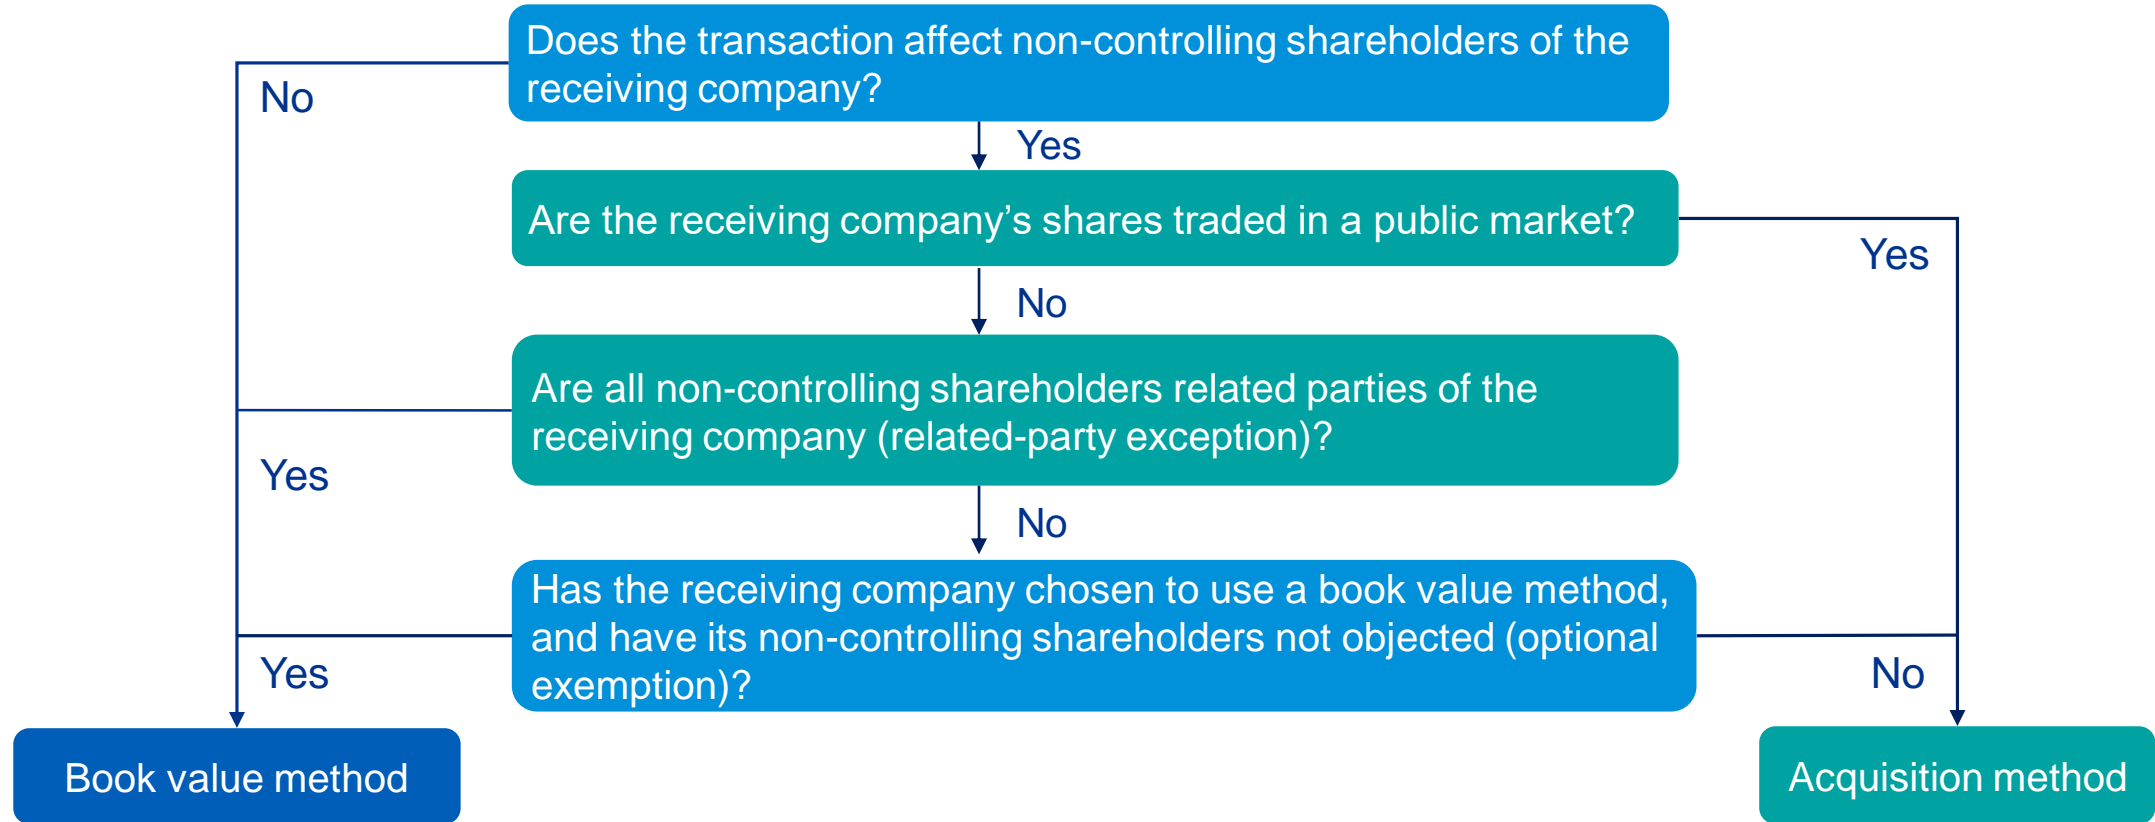 Does the transaction affect non-controlling shareholders of the
receiving company?
No
Yes
Are the receiving company’s shares traded in a public market?
Yes
No
Are all non-controlling shareholders related parties of the
receiving company (related-party exception)?
Yes
No
Has the receiving company chosen to use a book value method,
and have its non-controlling shareholders not objected (optional
exemption)?
Yes
No
Book value method
Acquisition method